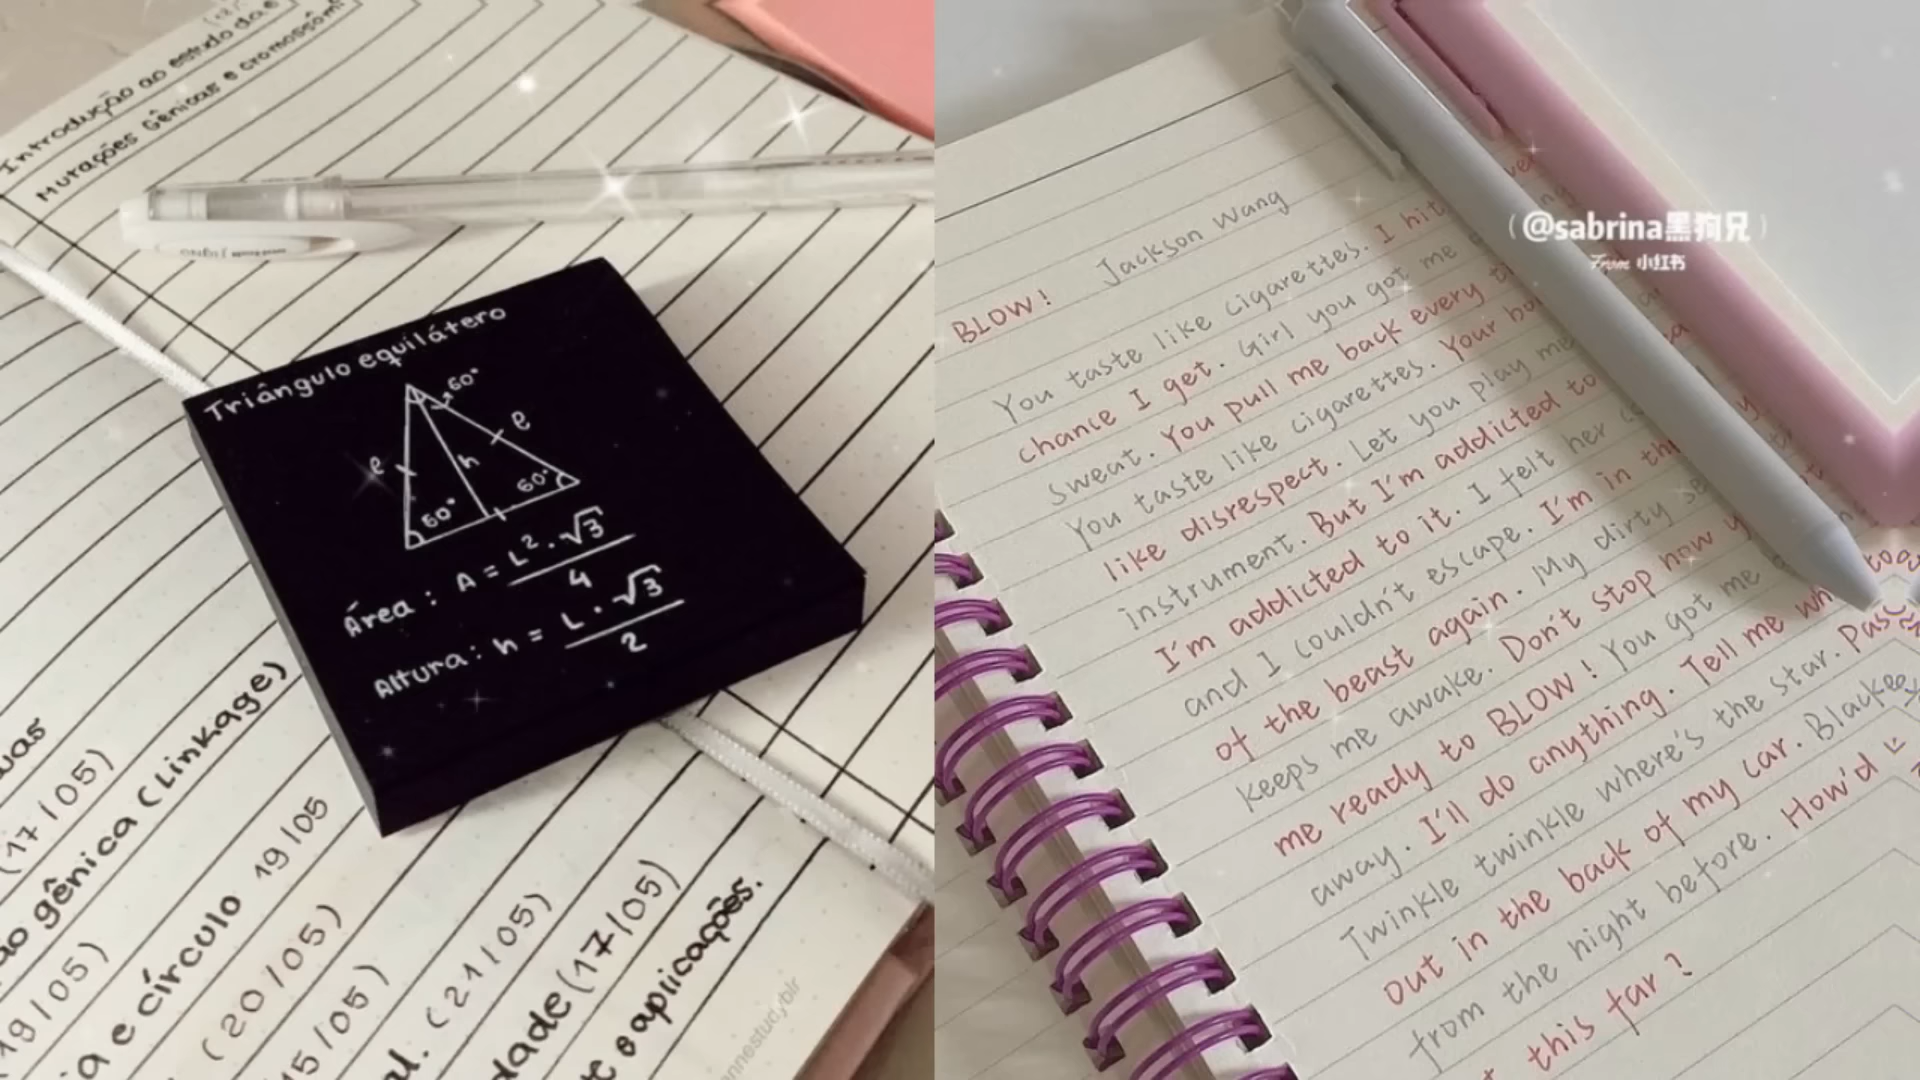 Introdução ao estudo das
Mutações Gênicas e cromossômi
Triângulo equilátero
60°
l
l
h
60°
60°
Área: A = L². √3
4
Altura: h = L. √3
2
(17/05)
ão gênica (Linkage)
19/05
(19/05)
a e círculo
(20/05)
15/05)
al. (21/05)
dade (17/05)
e aplicações.
@sabrina黑狗兄
From 小红书
BLOW! Jackson Wang
You taste like cigarettes. I hit
chance I get. Girl you got me
sweat. You pull me back every
You taste like cigarettes. Your
like disrespect. Let you play me
instrument. But I'm addicted to
I'm addicted to it. I felt her
and I couldn't escape. I'm in
of the beast again. My dirty
keeps me awake. Don't stop now
me ready to BLOW! You got me
away. I'll do anything. Tell me
Twinkle twinkle where's the star.
out in the back of my car.
from the night before. How'd
this far?